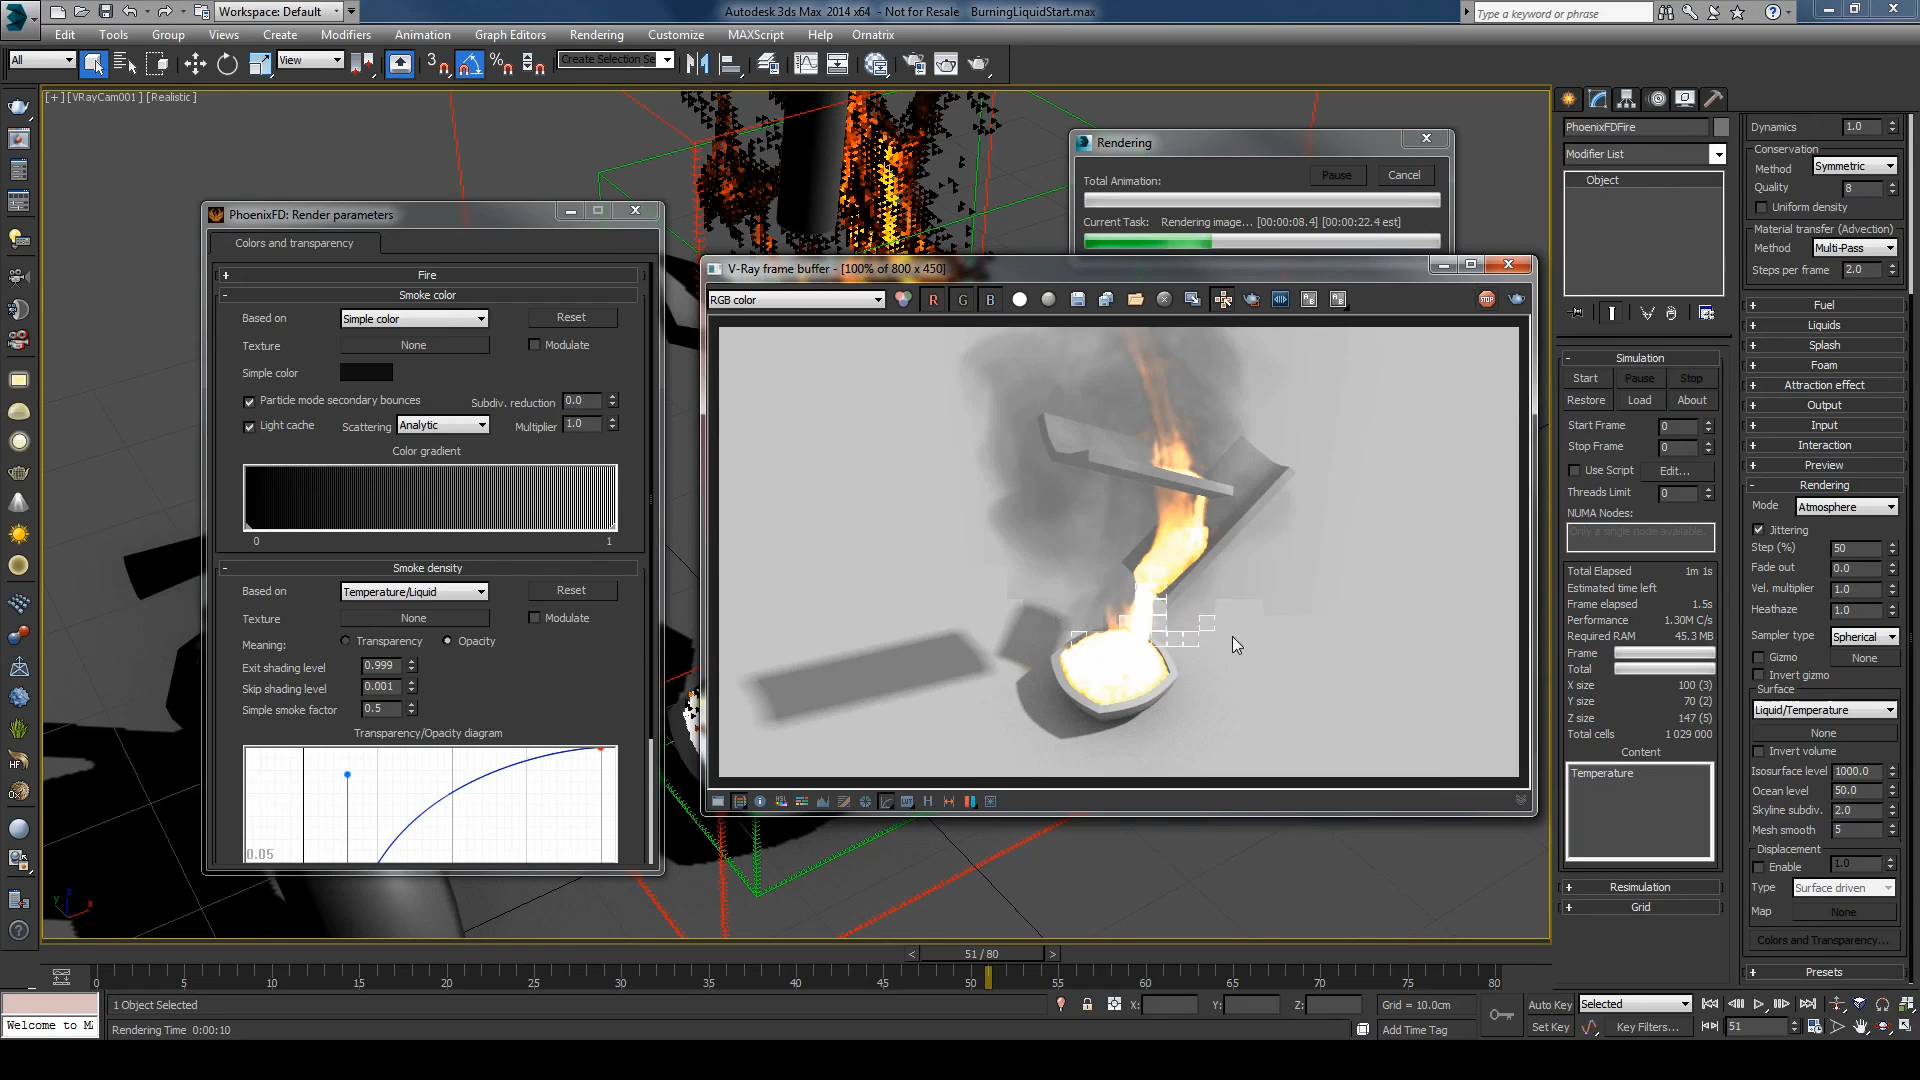 Workspace: Default
Autodesk 3ds Max 2014 x64 - Not for Resale BurningLiquidStart.max
Type a keyword or phrase
Edit Tools Group Views Create Modifiers Animation Graph Editors Rendering Customize MAXScript Help Ornatrix
All
View
3
Create Selection Se
[+] [VRayCam001] [Realistic]
PhoenixFD: Render parameters
Colors and transparency
+ Fire
- Smoke color
Based on Simple color Reset
Texture None Modulate
Simple color
Particle mode secondary bounces Subdiv. reduction 0.0
Light cache Scattering Analytic Multiplier 1.0
Color gradient
0 1
- Smoke density
Based on Temperature/Liquid Reset
Texture None Modulate
Meaning: Transparency Opacity
Exit shading level 0.999
Skip shading level 0.001
Simple smoke factor 0.5
Transparency/Opacity diagram
0.05
Rendering
Total Animation: Pause Cancel
Current Task: Rendering image... [00:00:08.4] [00:00:22.4 est]
V-Ray frame buffer - [100% of 800 x 450]
RGB color R G B STOP
PhoenixFDFire
Modifier List
Object
- Simulation
Start Pause Stop
Restore Load About
Start Frame 0
Stop Frame 0
Use Script Edit...
Threads Limit 0
NUMA Nodes:
Only a single node available.
Total Elapsed 1m 1s
Estimated time left
Frame elapsed 1.5s
Performance 1.30M C/s
Required RAM 45.3 MB
Frame
Total
X size 100 (3)
Y size 70 (2)
Z size 147 (5)
Total cells 1 029 000
Content
Temperature
+ Resimulation
+ Grid
Dynamics 1.0
Conservation
Method Symmetric
Quality 8
Uniform density
Material transfer (Advection)
Method Multi-Pass
Steps per frame 2.0
+ Fuel
+ Liquids
+ Splash
+ Foam
+ Attraction effect
+ Output
+ Input
+ Interaction
+ Preview
- Rendering
Mode Atmosphere
Jittering
Step (%) 50
Fade out 0.0
Vel. multiplier 1.0
Heathaze 1.0
Sampler type Spherical
Gizmo None
Invert gizmo
Surface
Liquid/Temperature
None
Invert volume
Isosurface level 1000.0
Ocean level 50.0
Skyline subdiv. 2.0
Mesh smooth 5
Displacement
Enable 1.0
Type Surface driven
Map None
Colors and Transparency...
+ Presets
< 51 / 80 >
0 5 10 15 20 25 30 35 40 45 50 55 60 65 70 75 80
1 Object Selected X: Y: Z: Grid = 10.0cm Auto Key Selected
Welcome to MA
Rendering Time 0:00:10 Add Time Tag Set Key Key Filters... 51